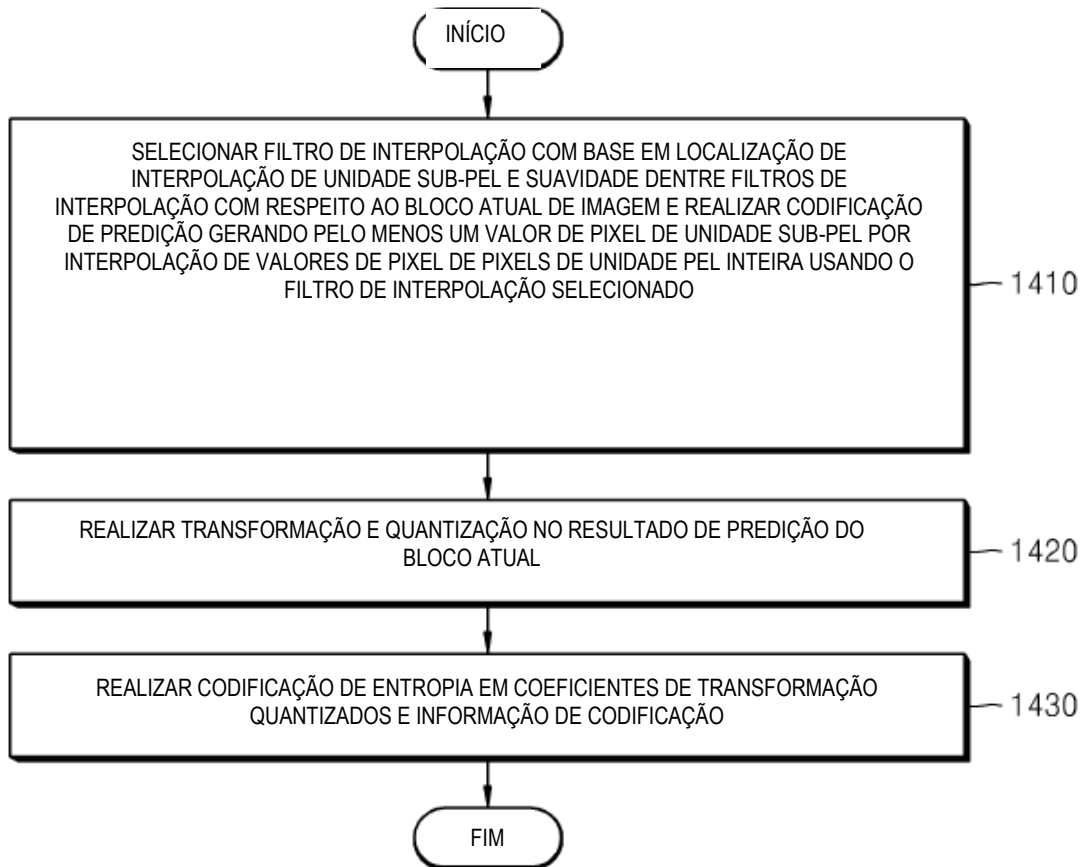 INÍCIO
SELECIONAR FILTRO DE INTERPOLAÇÃO COM BASE EM LOCALIZAÇÃO DE
INTERPOLAÇÃO DE UNIDADE SUB-PEL E SUAVIDADE DENTRE FILTROS DE
INTERPOLAÇÃO COM RESPEITO AO BLOCO ATUAL DE IMAGEM E REALIZAR CODIFICAÇÃO
DE PREDIÇÃO GERANDO PELO MENOS UM VALOR DE PIXEL DE UNIDADE SUB-PEL POR
INTERPOLAÇÃO DE VALORES DE PIXEL DE PIXELS DE UNIDADE PEL INTEIRA USANDO O
FILTRO DE INTERPOLAÇÃO SELECIONADO
1410
REALIZAR TRANSFORMAÇÃO E QUANTIZAÇÃO NO RESULTADO DE PREDIÇÃO DO
BLOCO ATUAL
1420
REALIZAR CODIFICAÇÃO DE ENTROPIA EM COEFICIENTES DE TRANSFORMAÇÃO
QUANTIZADOS E INFORMAÇÃO DE CODIFICAÇÃO
1430
FIM